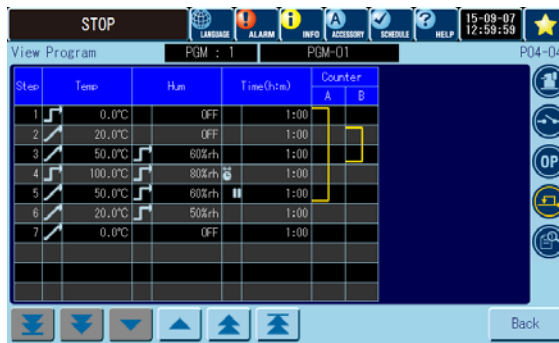 STOP LANGUAGE ALARM INFO ACCESSORY SCHEDULE HELP 15-09-07
12:59:59
View Program PGM : 1 PGM-01 P04-04
Step Temp Hum Time(h:m) Counter
A B
1 0.0℃ OFF 1:00
2 20.0℃ OFF 1:00
3 50.0℃ 60%rh 1:00
4 100.0℃ 80%rh 1:00
5 50.0℃ 60%rh 1:00
6 20.0℃ 50%rh 1:00
7 0.0℃ OFF 1:00
OP
Back